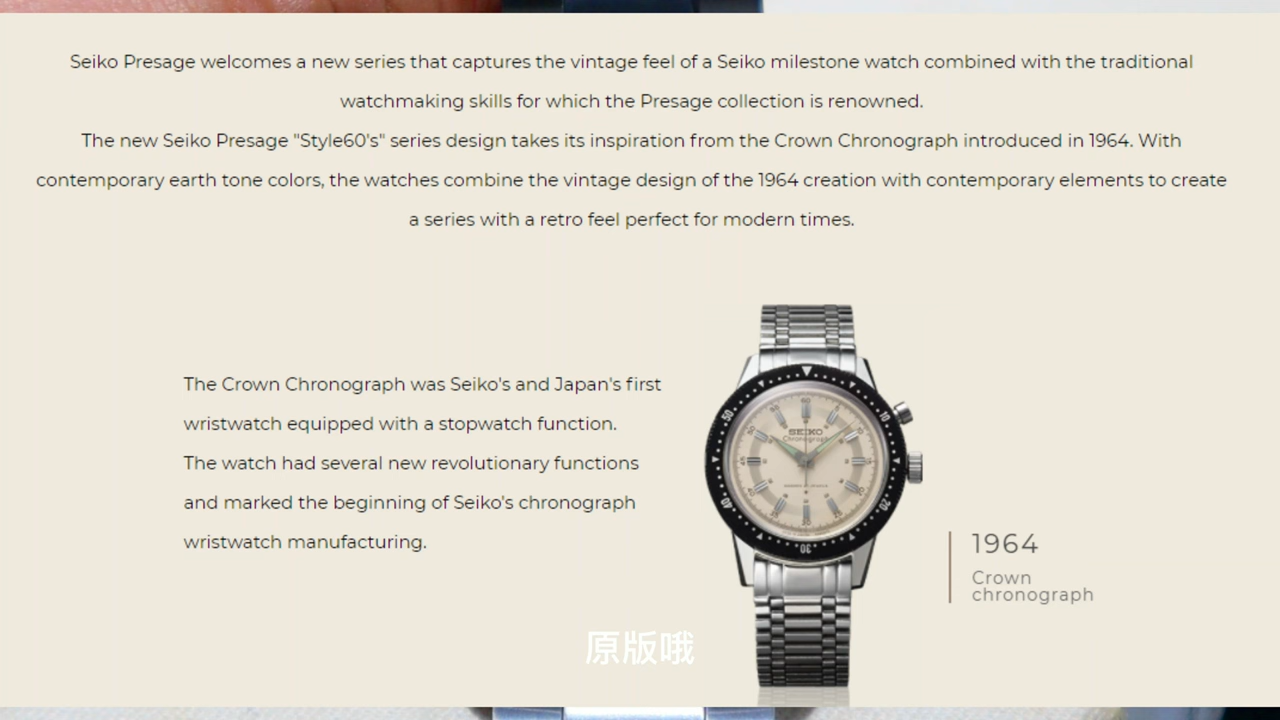 Seiko Presage welcomes a new series that captures the vintage feel of a Seiko milestone watch combined with the traditional
watchmaking skills for which the Presage collection is renowned.
The new Seiko Presage "Style60's" series design takes its inspiration from the Crown Chronograph introduced in 1964. With
contemporary earth tone colors, the watches combine the vintage design of the 1964 creation with contemporary elements to create
a series with a retro feel perfect for modern times.
The Crown Chronograph was Seiko's and Japan's first
wristwatch equipped with a stopwatch function.
The watch had several new revolutionary functions
and marked the beginning of Seiko's chronograph
wristwatch manufacturing.
SEIKO
Chronograph
50
10
40
20
30
1964
Crown
chronograph
原版哦